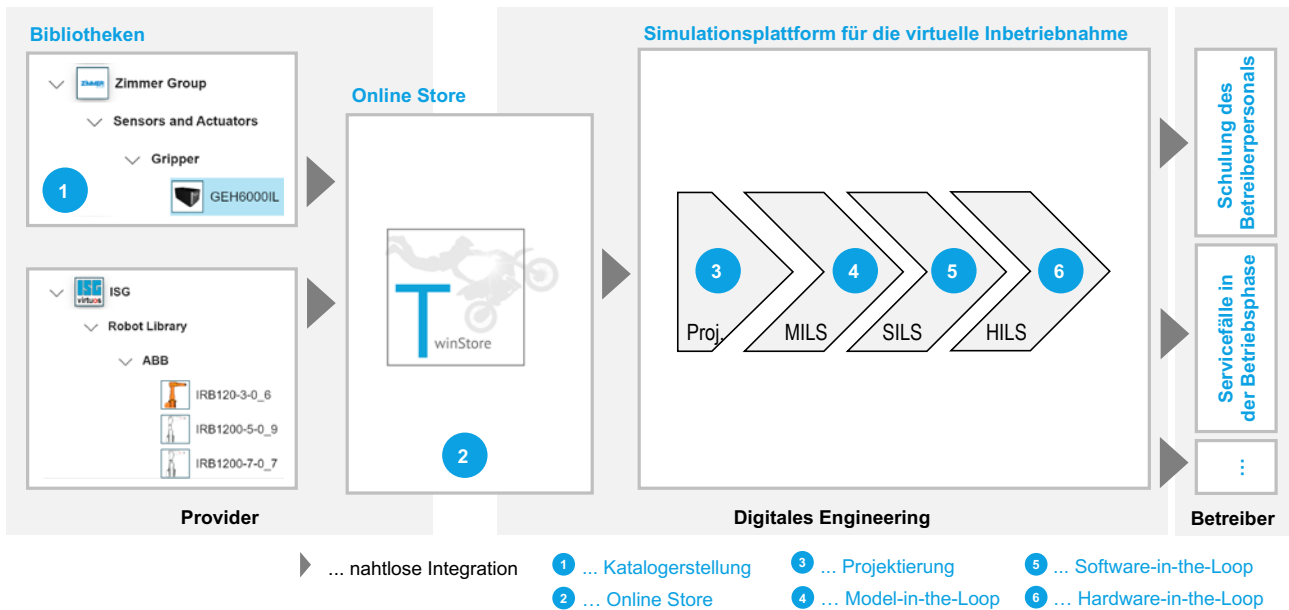 Bibliotheken
ZIMMER
Zimmer Group
Sensors and Actuators
Gripper
1
GEH6000IL
ISG
virtuos
ISG
Robot Library
ABB
IRB120-3-0_6
IRB1200-5-0_9
IRB1200-7-0_7
Provider
Online Store
TwinStore
2
Simulationsplattform für die virtuelle Inbetriebnahme
3
4
5
6
Proj.
MILS
SILS
HILS
Digitales Engineering
Schulung des
Betreiberpersonals
Servicefälle in
der Betriebsphase
...
Betreiber
... nahtlose Integration
1 ... Katalogerstellung
2 ... Online Store
3 ... Projektierung
4 ... Model-in-the-Loop
5 ... Software-in-the-Loop
6 ... Hardware-in-the-Loop